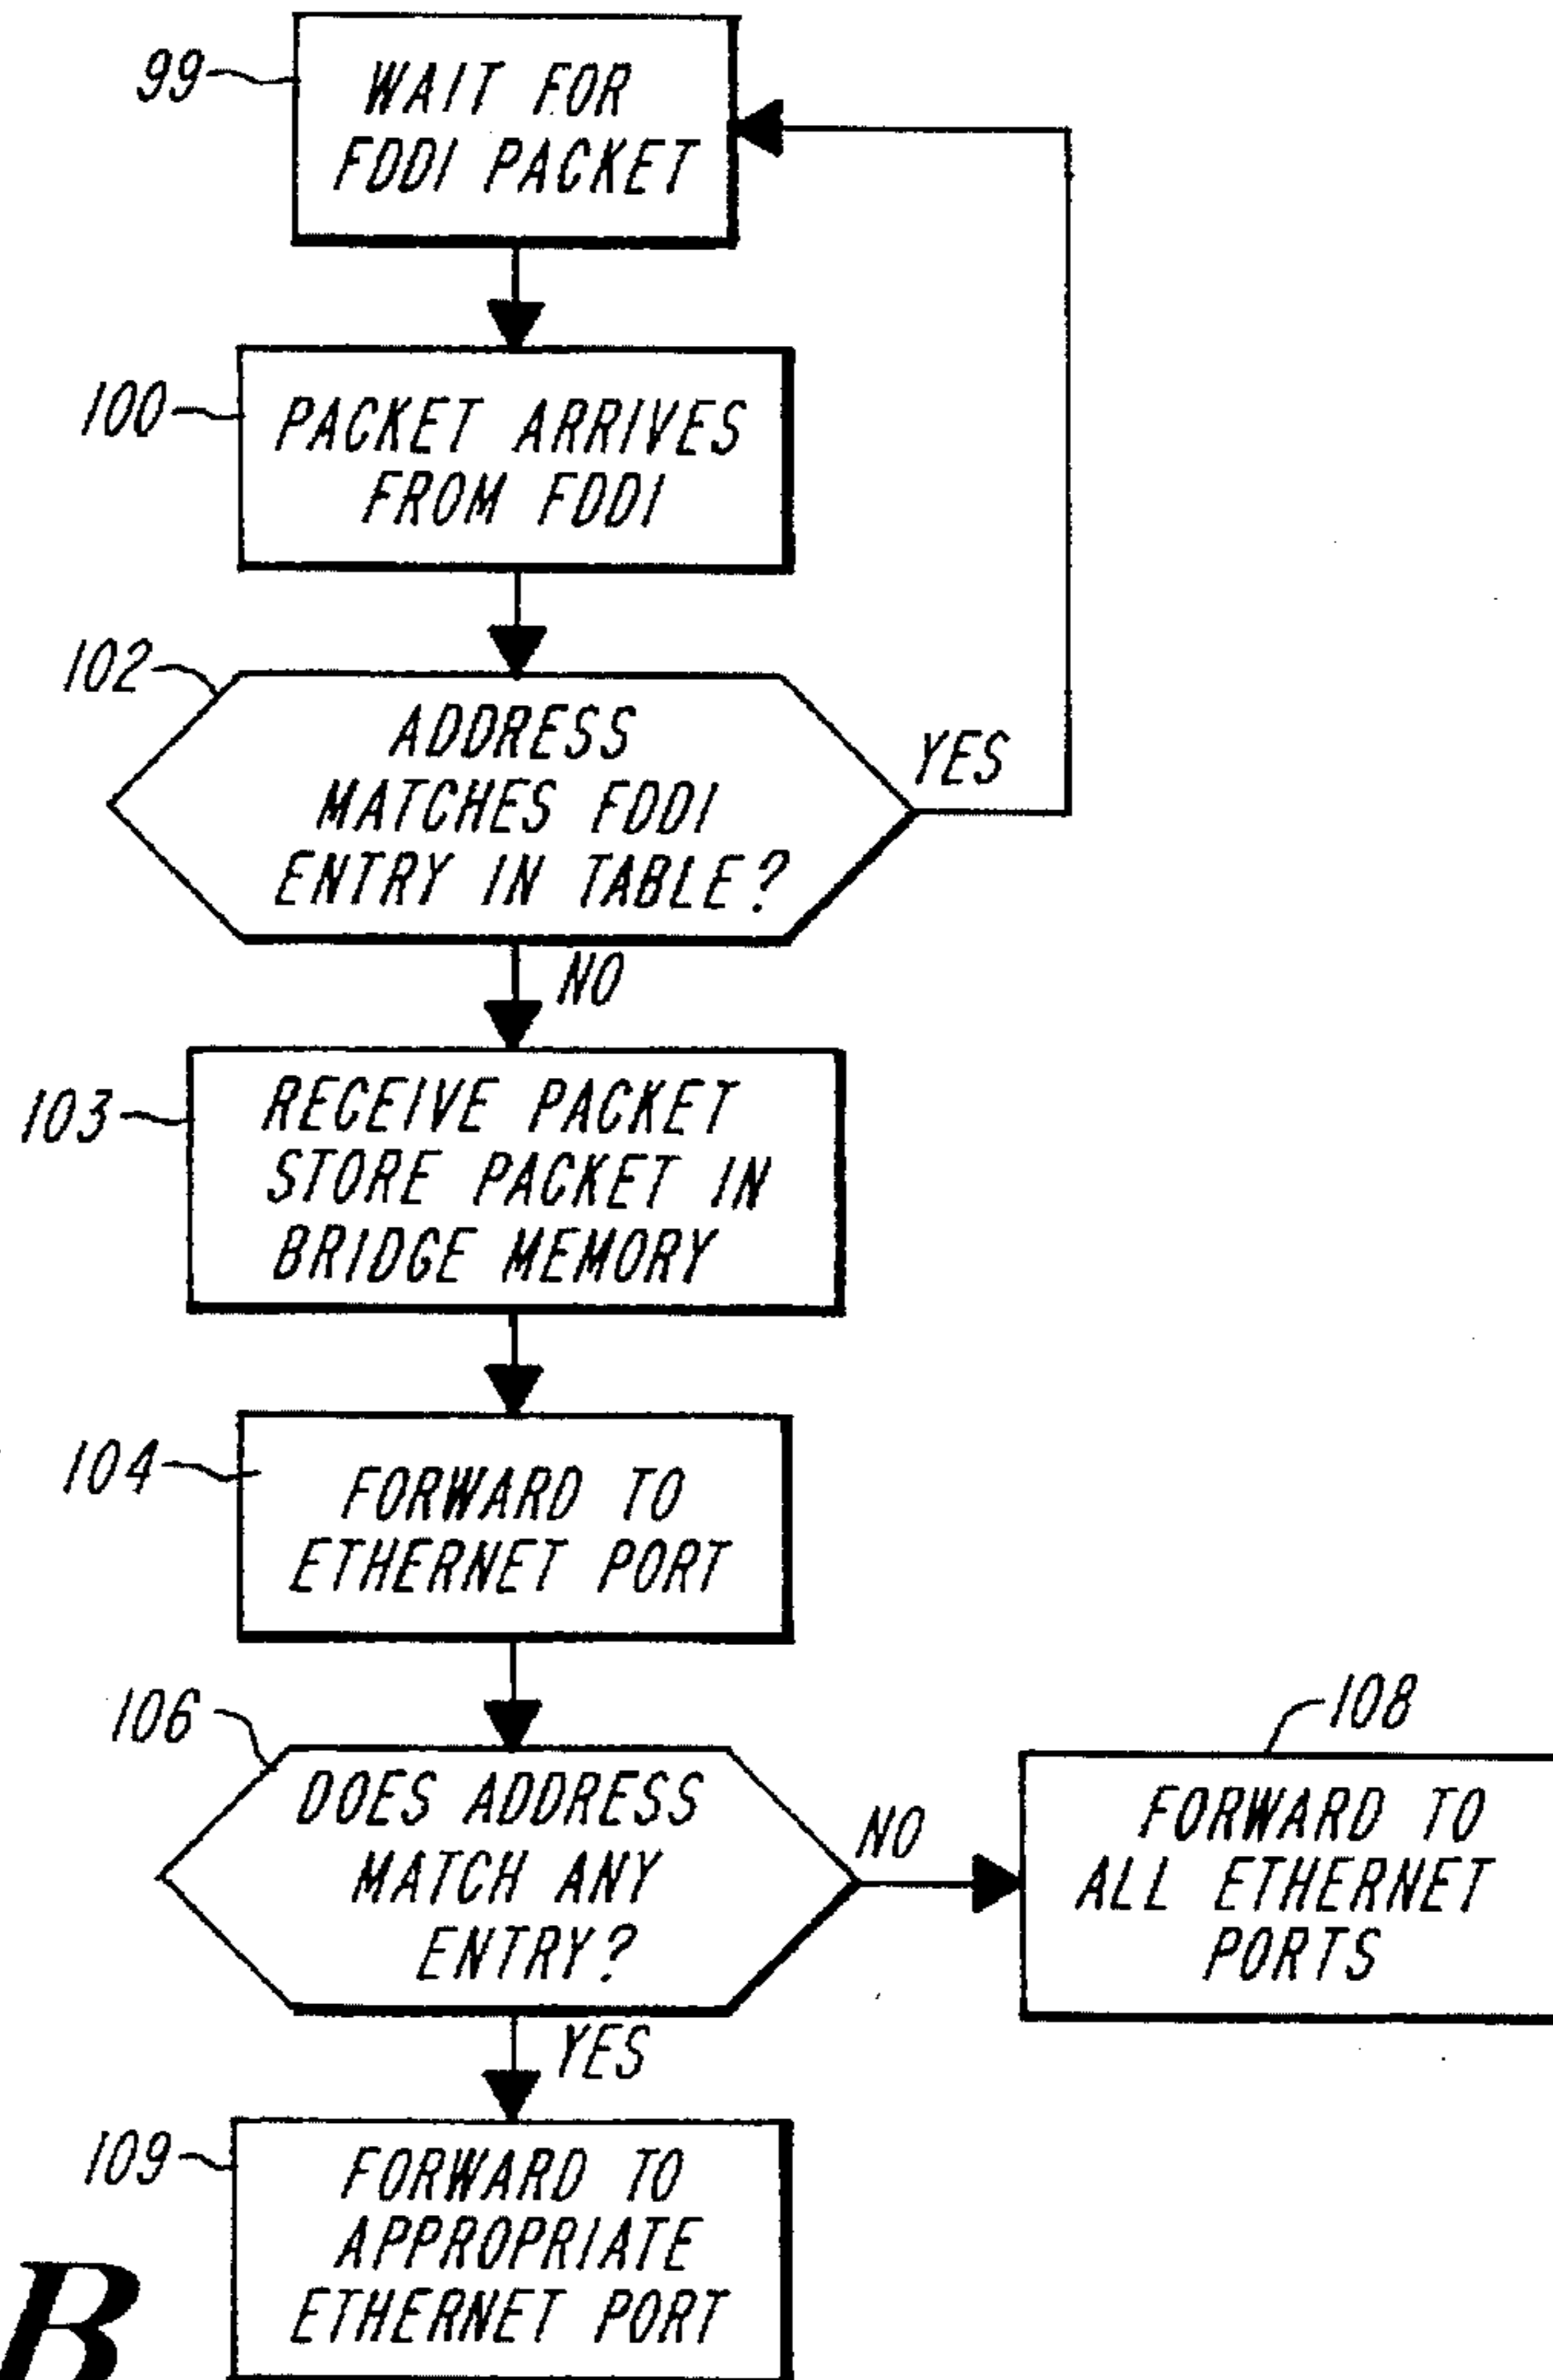 99
WAIT FOR
FDDI PACKET
100
PACKET ARRIVES
FROM FDDI
102
ADDRESS
MATCHES FDDI
ENTRY IN TABLE?
YES
NO
103
RECEIVE PACKET
STORE PACKET IN
BRIDGE MEMORY
104
FORWARD TO
ETHERNET PORT
106
DOES ADDRESS
MATCH ANY
ENTRY?
NO
108
FORWARD TO
ALL ETHERNET
PORTS
YES
109
FORWARD TO
APPROPRIATE
ETHERNET PORT
B